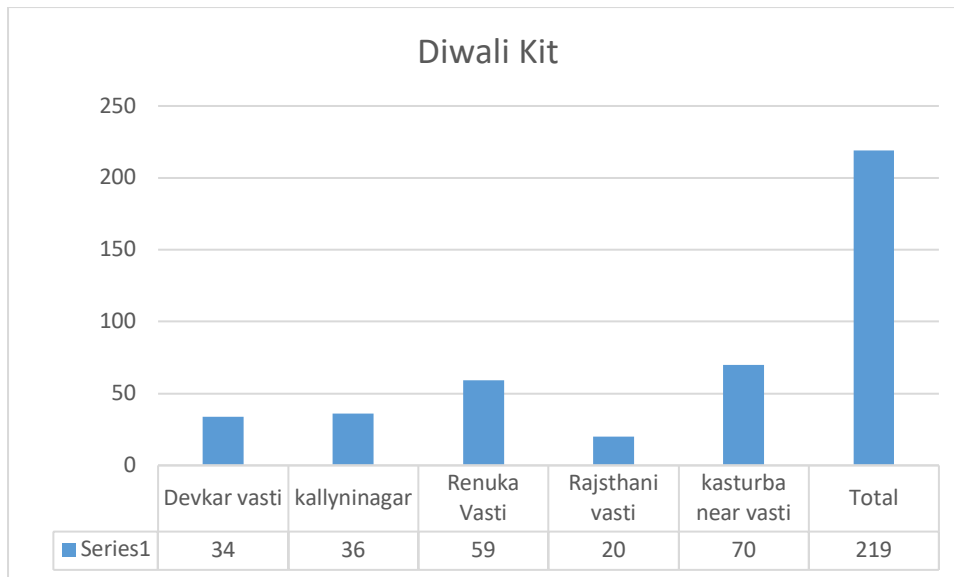 Diwali Kit
250
200
150
100
50
0
Devkar vasti kallyninagar Renuka Vasti Rajsthani vasti kasturba near vasti Total
Series1 34 36 59 20 70 219